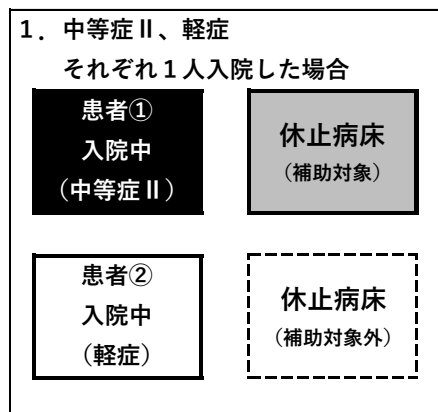 １．中等症Ⅱ、軽症
それぞれ１人入院した場合
患者①
入院中
（中等症Ⅱ）
休止病床
（補助対象）
患者②
入院中
（軽症）
休止病床
（補助対象外）